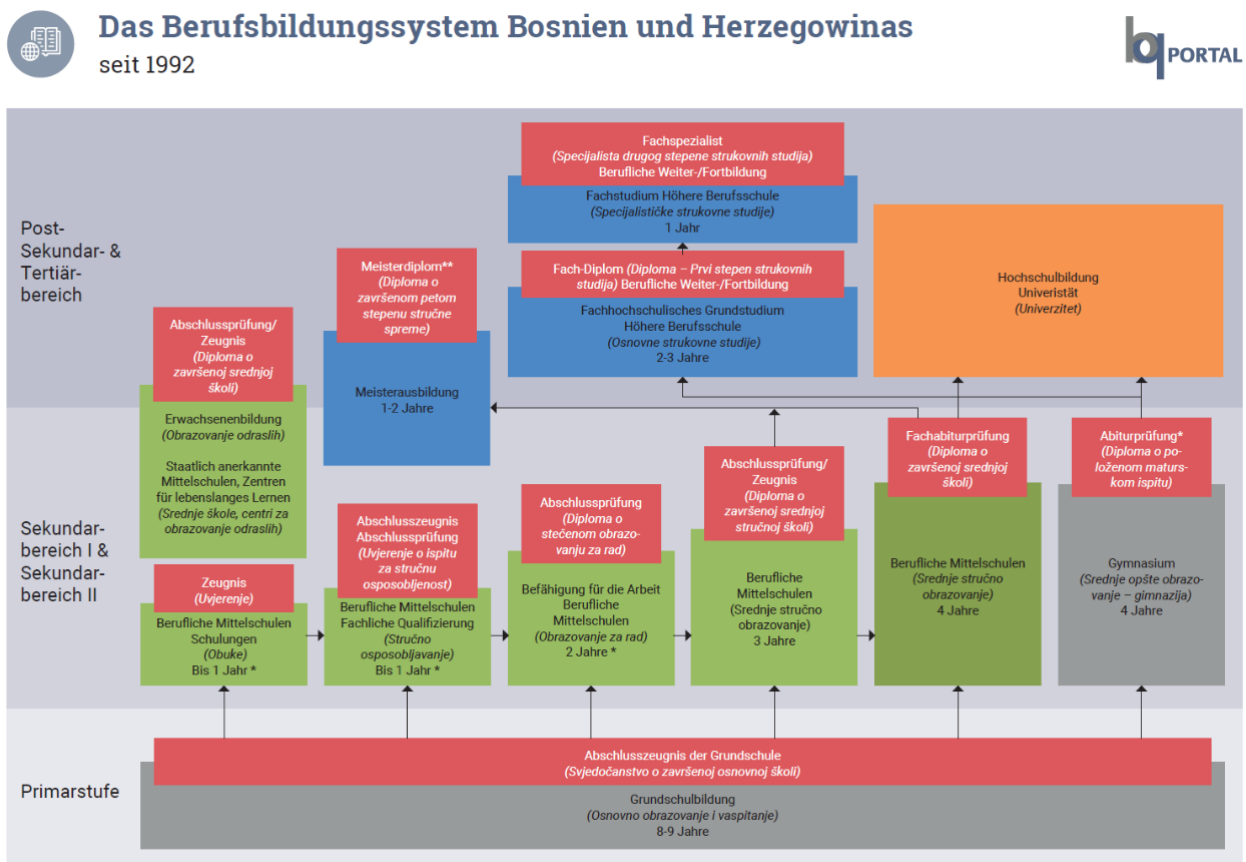 Das Berufsbildungssystem Bosnien und Herzegowinas
seit 1992
bq PORTAL
Post-
Sekundar- &
Tertiär-
bereich
Fachspezialist
(Specijalista drugog stepene strukovnih studija)
Berufliche Weiter-/Fortbildung
Fachstudium Höhere Berufsschule
(Specijalističke strukovne studije)
1 Jahr
Fach-Diplom (Diploma – Prvi stepen strukovnih
studija) Berufliche Weiter-/Fortbildung
Fachhochschulisches Grundstudium
Höhere Berufsschule
(Osnovne strukovne studije)
2-3 Jahre
Hochschulbildung
Univeristät
(Univerzitet)
Meisterdiplom**
(Diploma o
završenom petom
stepenu stručne
spreme)
Meisterausbildung
1-2 Jahre
Abschlussprüfung/
Zeugnis
(Diploma o
završenoj srednjoj
školi)
Erwachsenenbildung
(Obrazovanje odraslih)
Staatlich anerkannte
Mittelschulen, Zentren
für lebenslanges Lernen
(Srednje škole, centri za
obrazovanje odraslih)
Sekundar-
bereich I &
Sekundar-
bereich II
Zeugnis
(Uvjerenje)
Berufliche Mittelschulen
Schulungen
(Obuke)
Bis 1 Jahr *
Abschlusszeugnis
Abschlussprüfung
(Uvjerenje o ispitu
za stručnu
osposobljenost)
Berufliche Mittelschulen
Fachliche Qualifizierung
(Stručno
osposobljavanje)
Bis 1 Jahr *
Abschlussprüfung
(Diploma o
stečenom obrazo-
vanju za rad)
Befähigung für die Arbeit
Berufliche
Mittelschulen
(Obrazovanje za rad)
2 Jahre *
Abschlussprüfung/
Zeugnis
(Diploma o
završenoj srednjoj
stručnoj školi)
Berufliche
Mittelschulen
(Srednje stručno
obrazovanje)
3 Jahre
Fachabiturprüfung
(Diploma o
završenoj srednjoj
školi)
Berufliche Mittelschulen
(Srednje stručno
obrazovanje)
4 Jahre
Abiturprüfung*
(Diploma o po-
loženom maturs-
kom ispitu)
Gymnasium
(Srednje opšte obrazo-
vanje – gimnazija)
4 Jahre
Primarstufe
Abschlusszeugnis der Grundschule
(Svjedočanstvo o završenoj osnovnoj školi)
Grundschulbildung
(Osnovno obrazovanje i vaspitanje)
8-9 Jahre